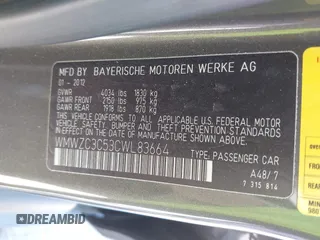 MFD BY BAYERISCHE MOTOREN WERKE AG
01 - 2012
GVWR 4034 lbs 1830 kg
GAWR FRONT 2150 lbs 975 kg
GAWR REAR 1918 lbs 870 kg
THIS VEHICLE CONFORMS TO ALL APPLICABLE
FEDERAL MOTOR VEHICLE SAFETY, BUMPER, AND
THEFT PREVENTION STANDARDS IN EFFECT ON
THE DATE OF MANUFACTURE SHOWN ABOVE.
WMWZC3C53CWL83664 TYPE: PASSENGER CAR
A48/7
7 315 814
DREAMBID